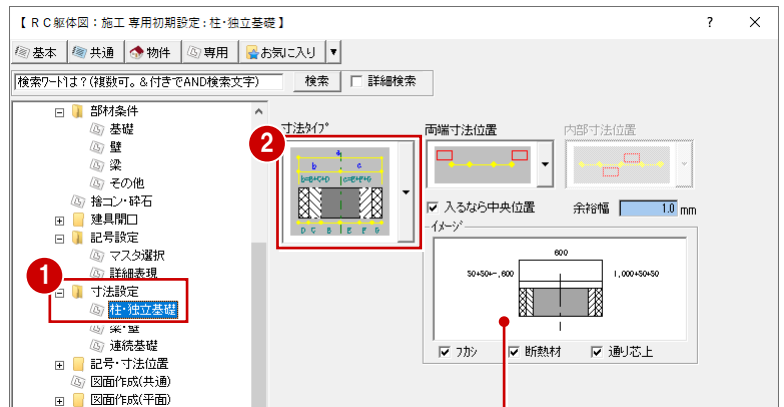 【ＲＣ躯体図：施工 専用初期設定：柱・独立基礎】 ? ×
基本 共通 物件 専用 お気に入り ▼
検索ワードは？(複数可。＆付きでAND検索文字) 検索 詳細検索
部材条件
基礎
壁
梁
その他
捨コン・砕石
建具開口
記号設定
マスタ選択
詳細表現
1
寸法設定
柱・独立基礎
梁・壁
連続基礎
記号・寸法位置
図面作成(共通)
図面作成(平面)
2
寸法ﾀｲﾌﾟ
a
b c
b=B+C+D c=E+F+G
D C B E F G
両端寸法位置
内部寸法位置
入るなら中央位置 余裕幅 1.0 mm
ｲﾒｰｼﾞ
600
50+50+-,600 1,000+50+50
フカシ 断熱材 通り芯上